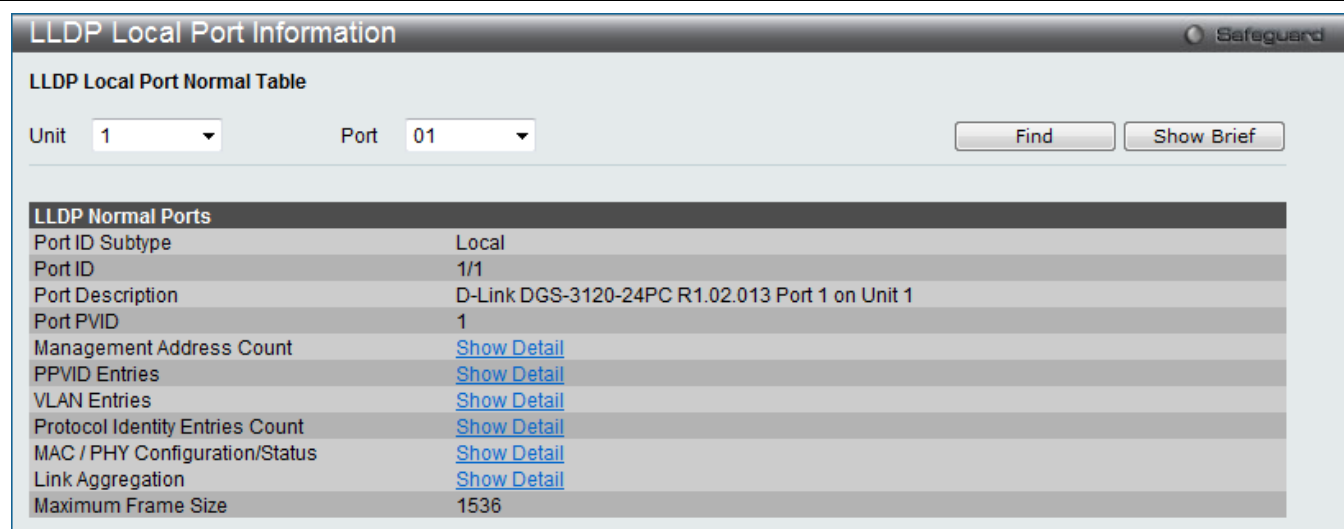 LLDP Local Port Information Safeguard
LLDP Local Port Normal Table
Unit 1 Port 01 Find Show Brief
LLDP Normal Ports
Port ID Subtype Local
Port ID 1/1
Port Description D-Link DGS-3120-24PC R1.02.013 Port 1 on Unit 1
Port PVID 1
Management Address Count Show Detail
PPVID Entries Show Detail
VLAN Entries Show Detail
Protocol Identity Entries Count Show Detail
MAC / PHY Configuration/Status Show Detail
Link Aggregation Show Detail
Maximum Frame Size 1536